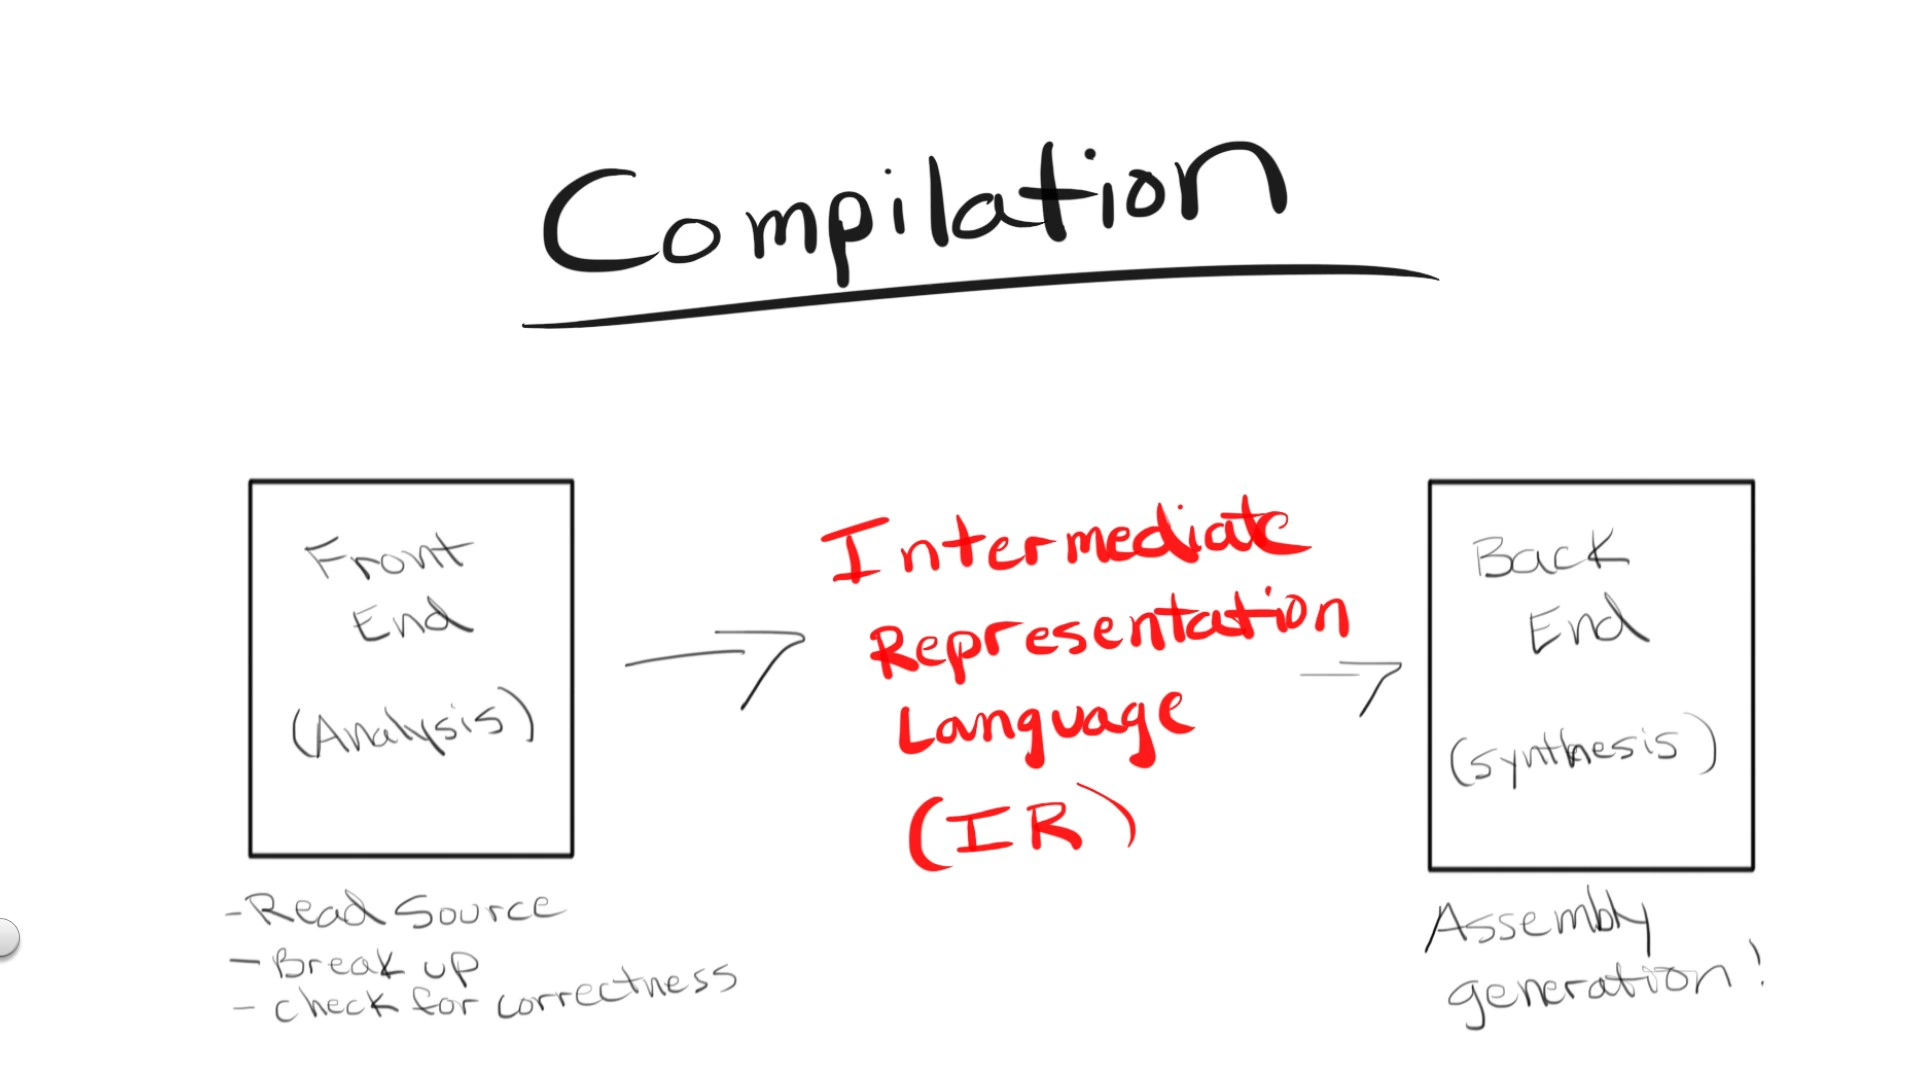 Compilation
Front
End
(Analysis)
- Read Source
- Break up
- check for correctness
Intermediate
Representation
Language
(IR)
Back
End
(synthesis)
Assembly
generation!